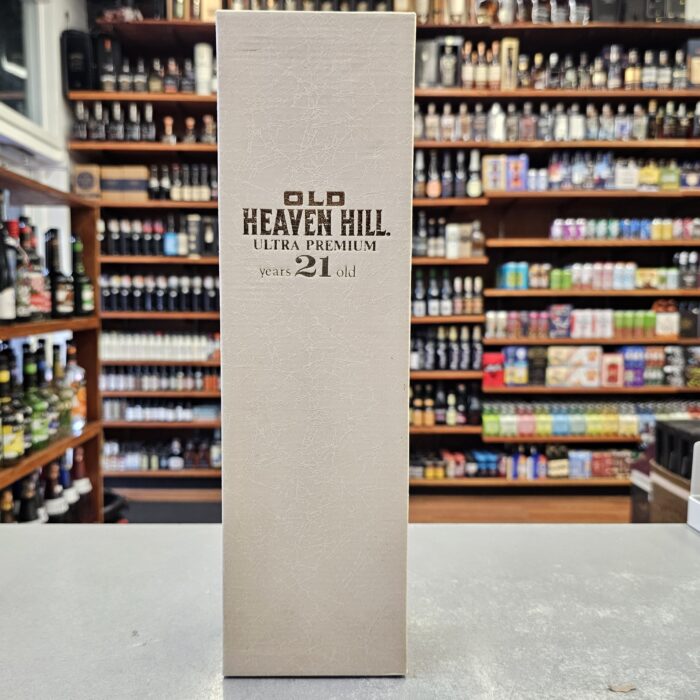 OLD
HEAVEN HILL.
ULTRA PREMIUM
years 21 old